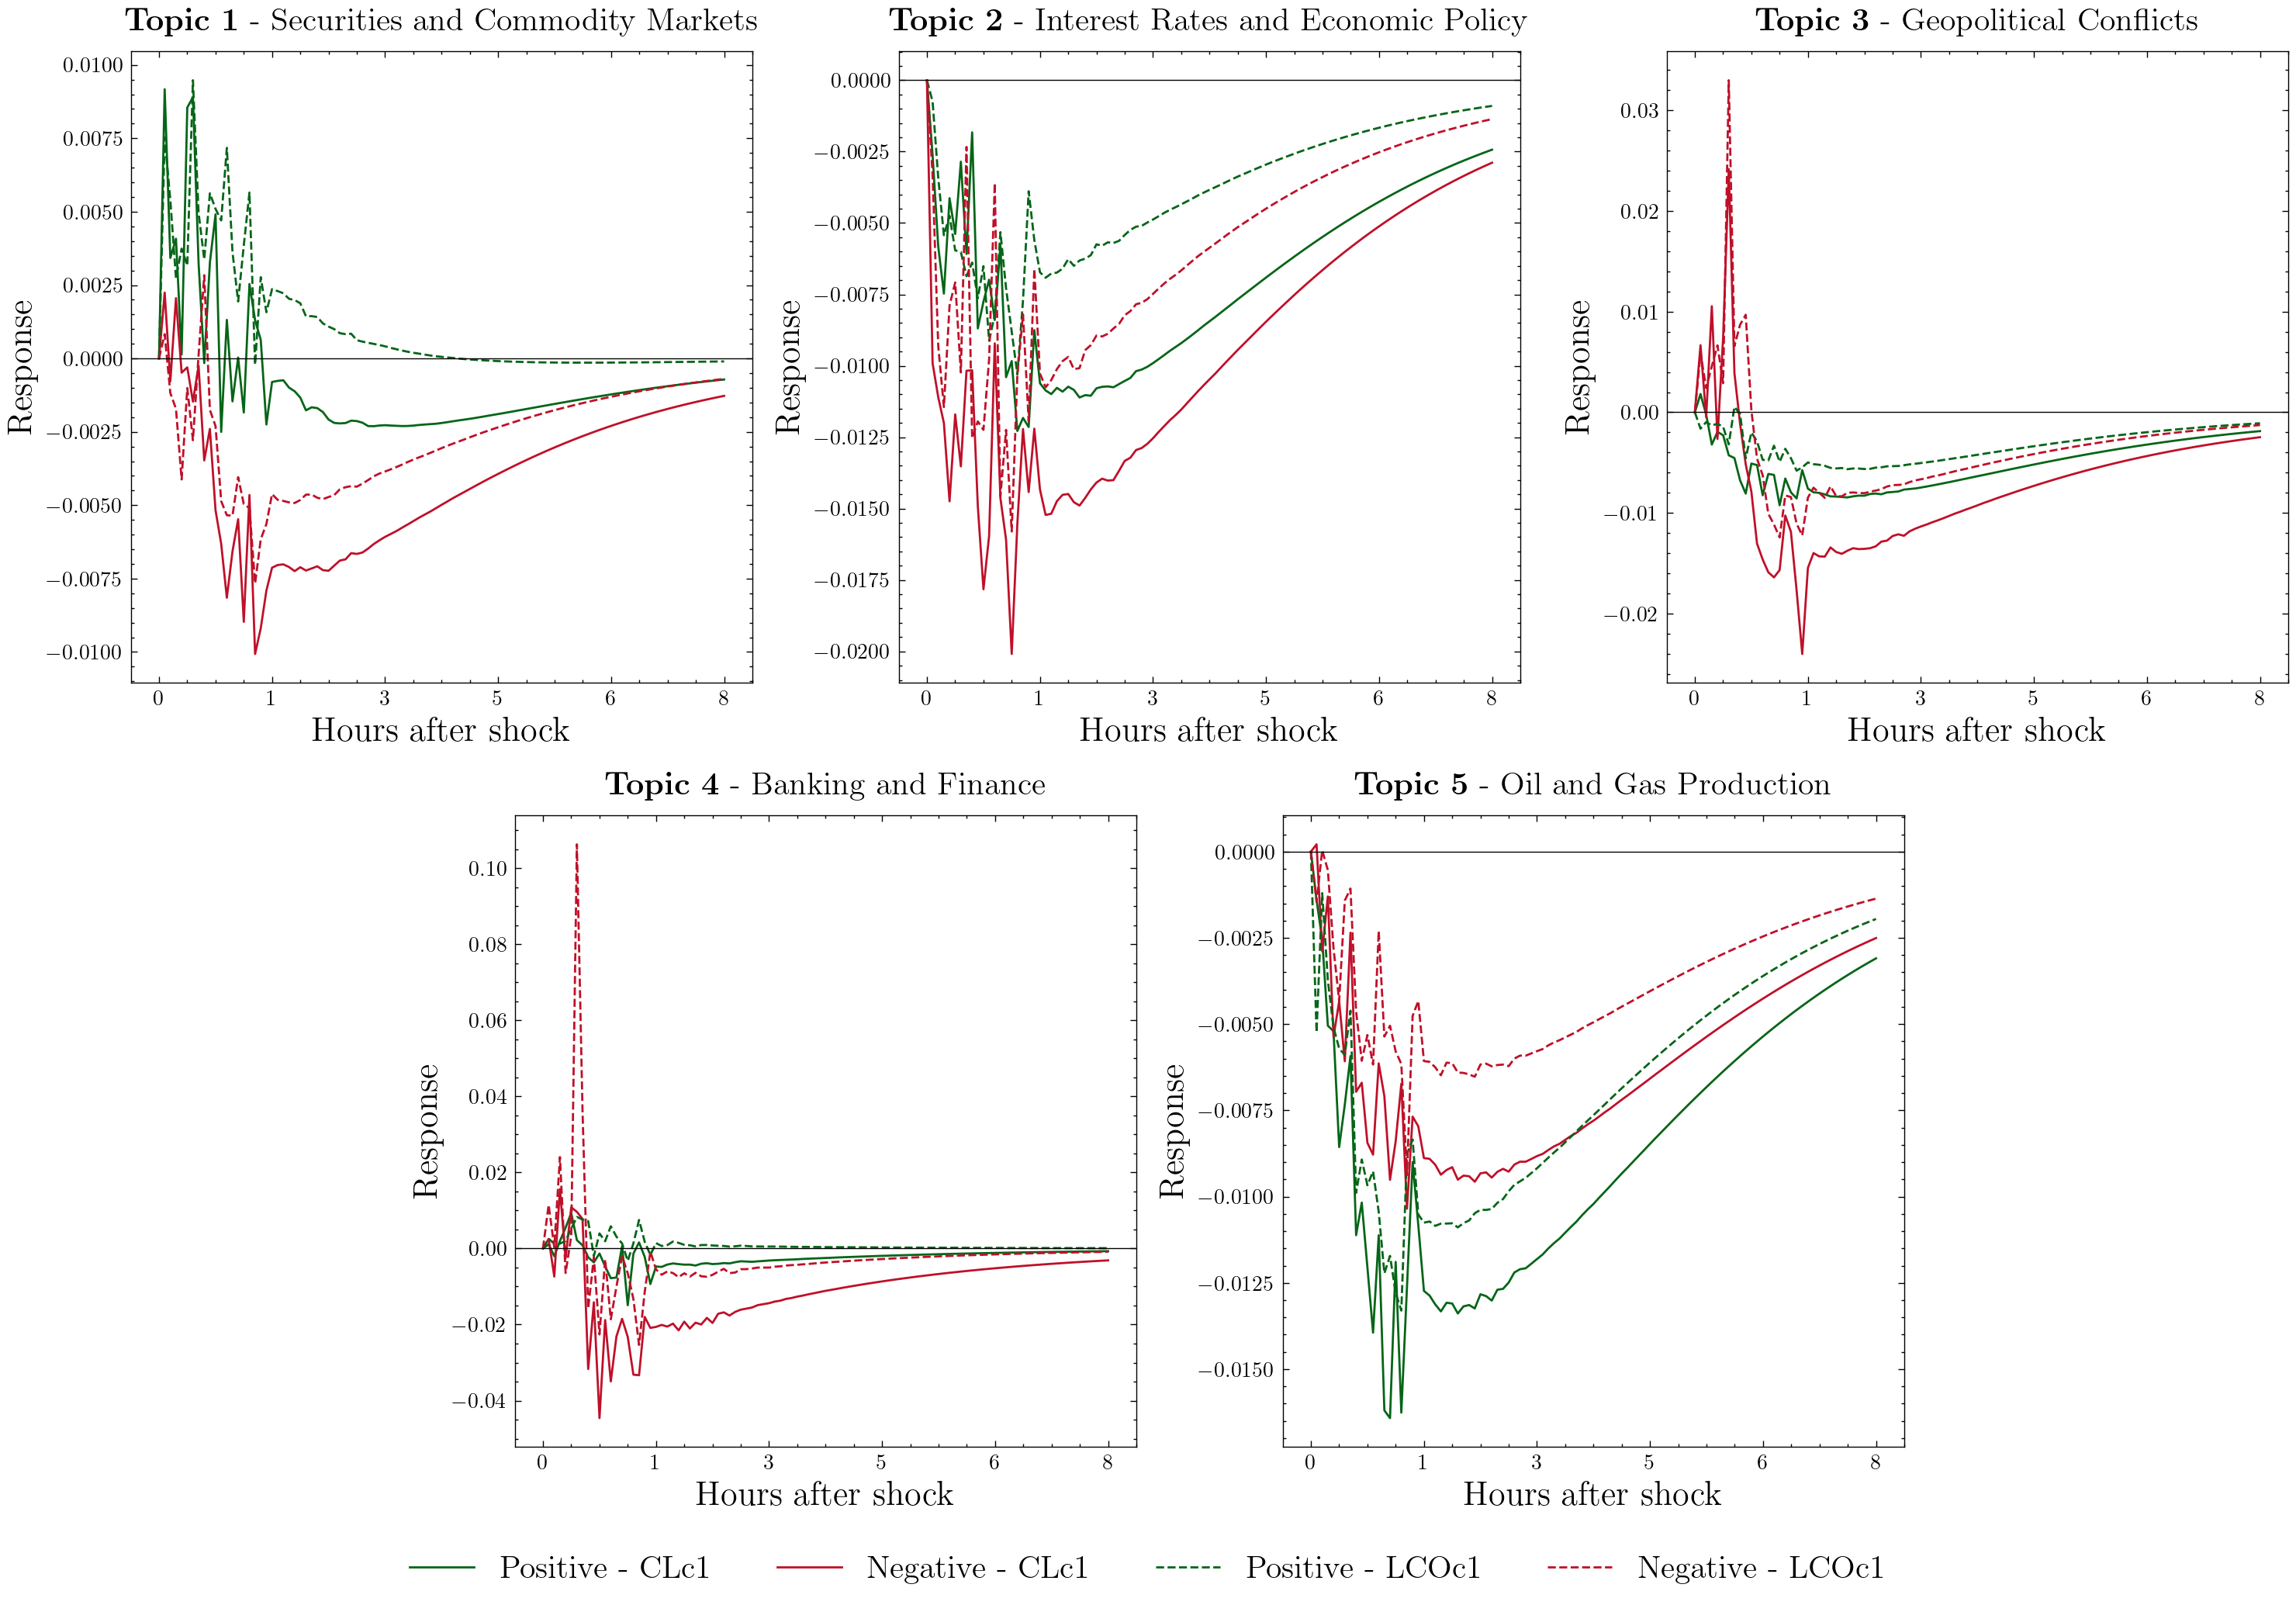 Topic 1 - Securities and Commodity Markets
Response
0.0100
0.0075
0.0050
0.0025
0.0000
−0.0025
−0.0050
−0.0075
−0.0100
0 1 3 5 6 8
Hours after shock
Topic 2 - Interest Rates and Economic Policy
Response
0.0000
−0.0025
−0.0050
−0.0075
−0.0100
−0.0125
−0.0150
−0.0175
−0.0200
0 1 3 5 6 8
Hours after shock
Topic 3 - Geopolitical Conflicts
Response
0.03
0.02
0.01
0.00
−0.01
−0.02
0 1 3 5 6 8
Hours after shock
Topic 4 - Banking and Finance
Response
0.10
0.08
0.06
0.04
0.02
0.00
−0.02
−0.04
0 1 3 5 6 8
Hours after shock
Topic 5 - Oil and Gas Production
Response
0.0000
−0.0025
−0.0050
−0.0075
−0.0100
−0.0125
−0.0150
0 1 3 5 6 8
Hours after shock
Positive - CLc1 Negative - CLc1 Positive - LCOc1 Negative - LCOc1